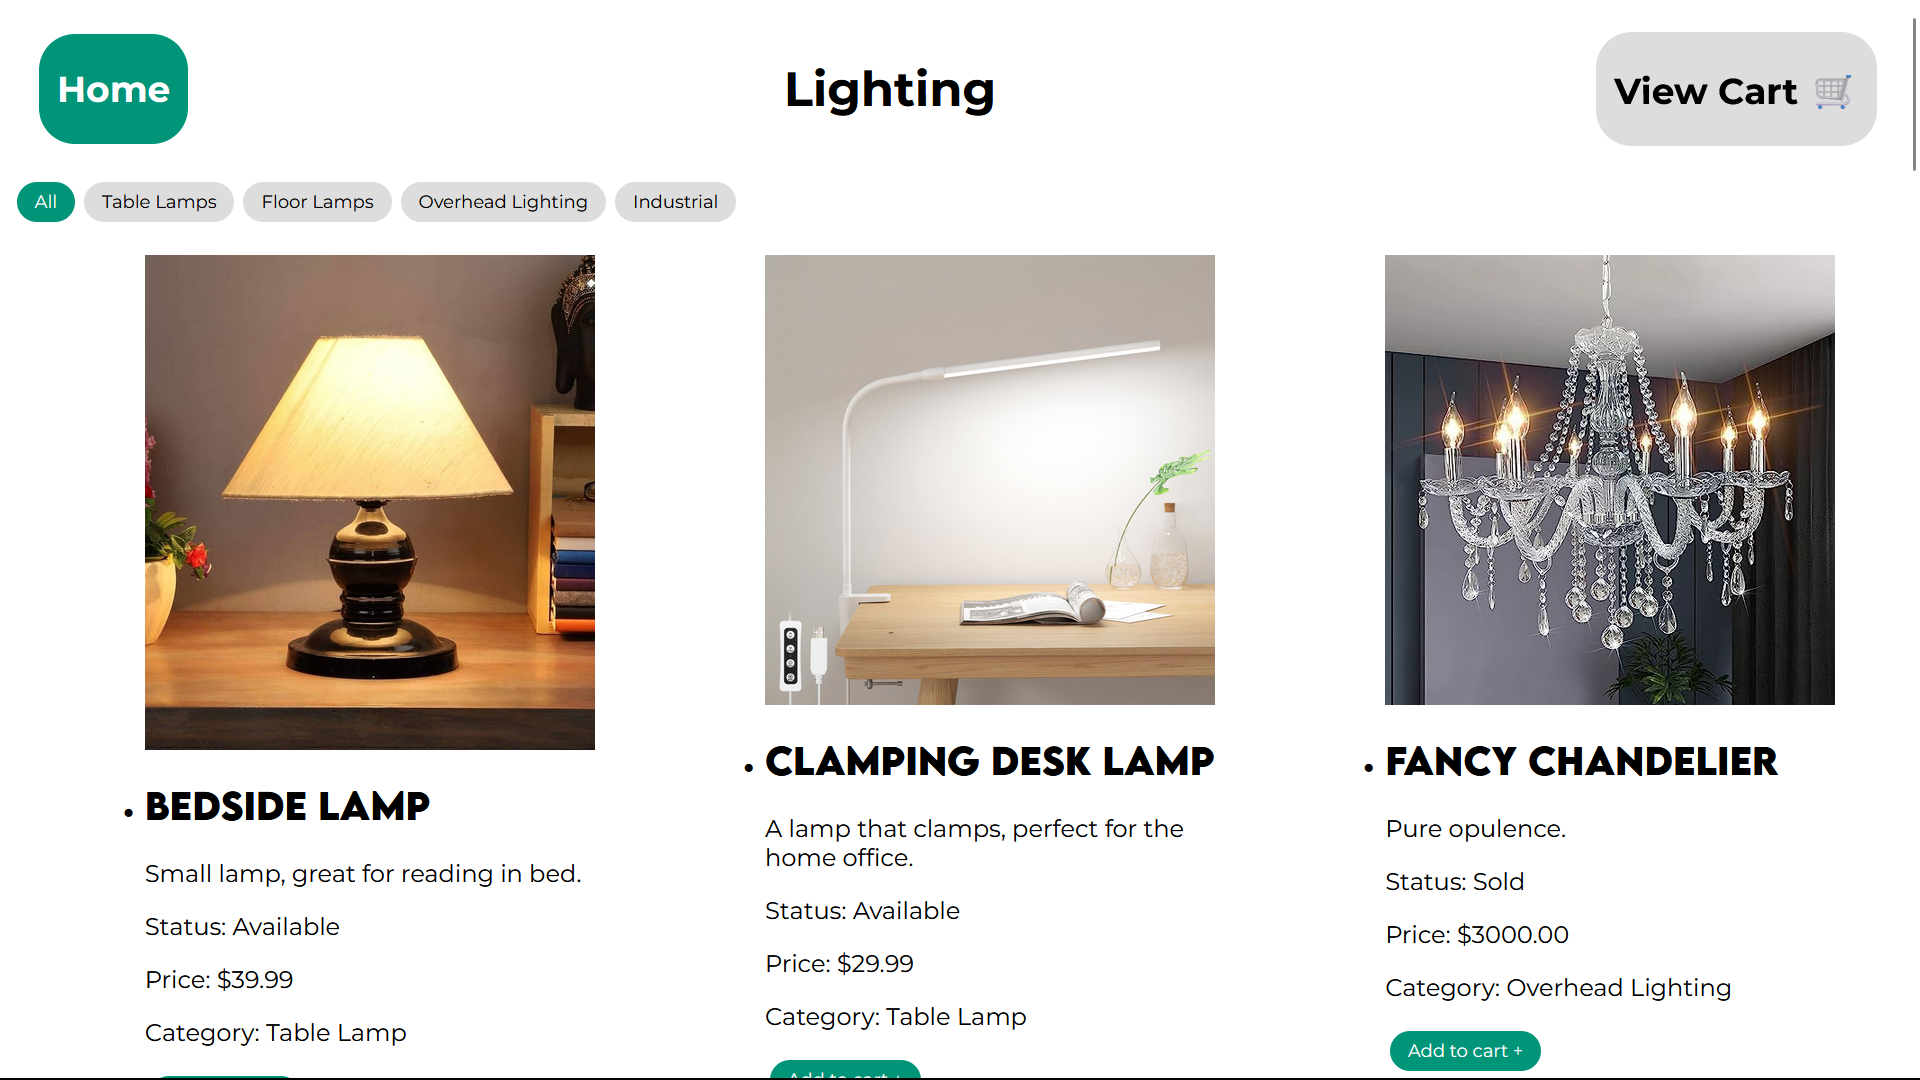 Home
Lighting
View Cart 🛒
All
Table Lamps
Floor Lamps
Overhead Lighting
Industrial
• BEDSIDE LAMP
Small lamp, great for reading in bed.
Status: Available
Price: $39.99
Category: Table Lamp
• CLAMPING DESK LAMP
A lamp that clamps, perfect for the
home office.
Status: Available
Price: $29.99
Category: Table Lamp
Add to cart +
• FANCY CHANDELIER
Pure opulence.
Status: Sold
Price: $3000.00
Category: Overhead Lighting
Add to cart +